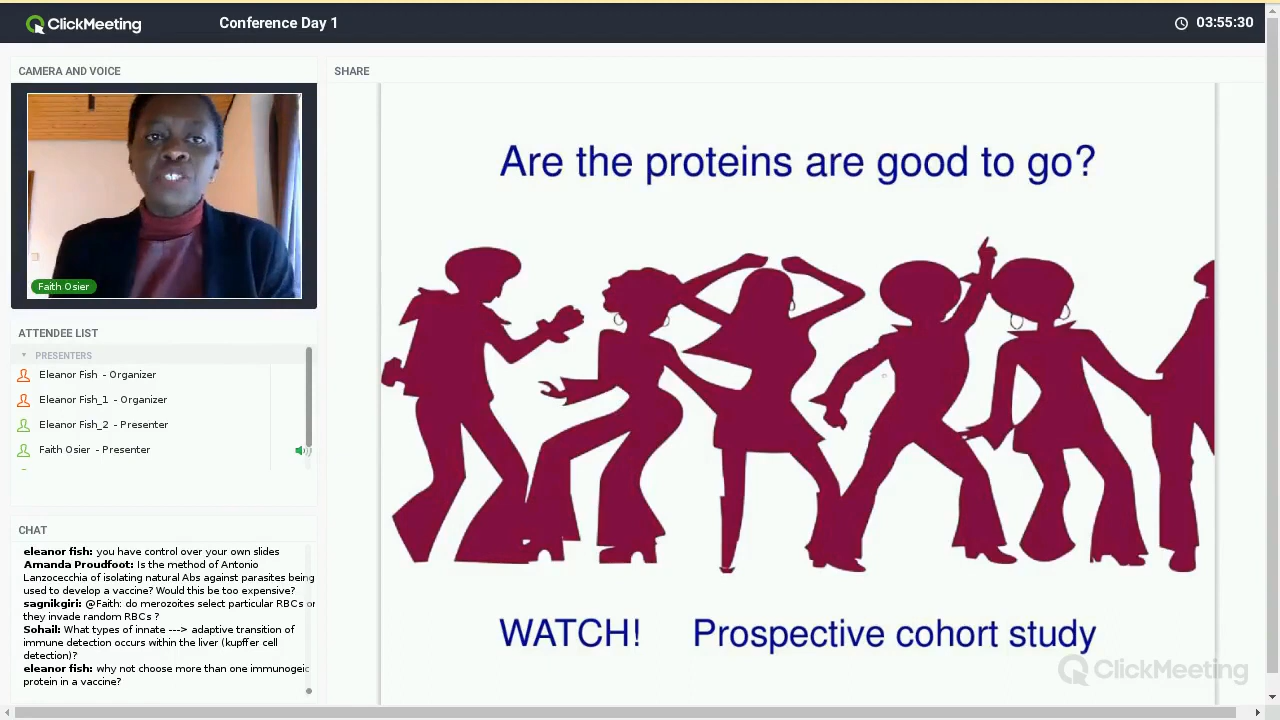 ClickMeeting
Conference Day 1
03:55:30
CAMERA AND VOICE
Faith Osier
ATTENDEE LIST
PRESENTERS
Eleanor Fish - Organizer
Eleanor Fish_1 - Organizer
Eleanor Fish_2 - Presenter
Faith Osier - Presenter
CHAT
eleanor fish: you have control over your own slides
Amanda Proudfoot: Is the method of Antonio
Lanzocecchia of isolating natural Abs against parasites being
used to develop a vaccine? Would this be too expensive?
sagnikgiri: @Faith: do merozoites select particular RBCs or
they invade random RBCs ?
Sohail: What types of innate ---> adaptive transition of
immune detection occurs within the liver (kupffer cell
detection)?
eleanor fish: why not choose more than one immunogeic
protein in a vaccine?
SHARE
Are the proteins are good to go?
WATCH! Prospective cohort study
ClickMeeting